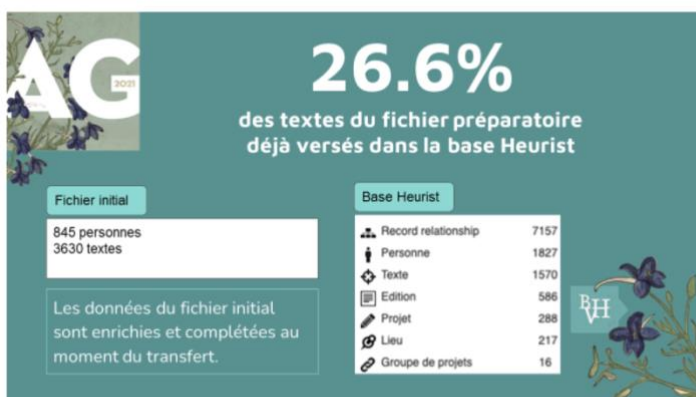 AG
2021
26.6%
des textes du fichier préparatoire
déjà versés dans la base Heurist
Fichier initial
845 personnes
3630 textes
Les données du fichier initial
sont enrichies et complétées au
moment du transfert.
Base Heurist
Record relationship 7157
Personne 1827
Texte 1570
Edition 586
Projet 288
Lieu 217
Groupe de projets 16
BVH